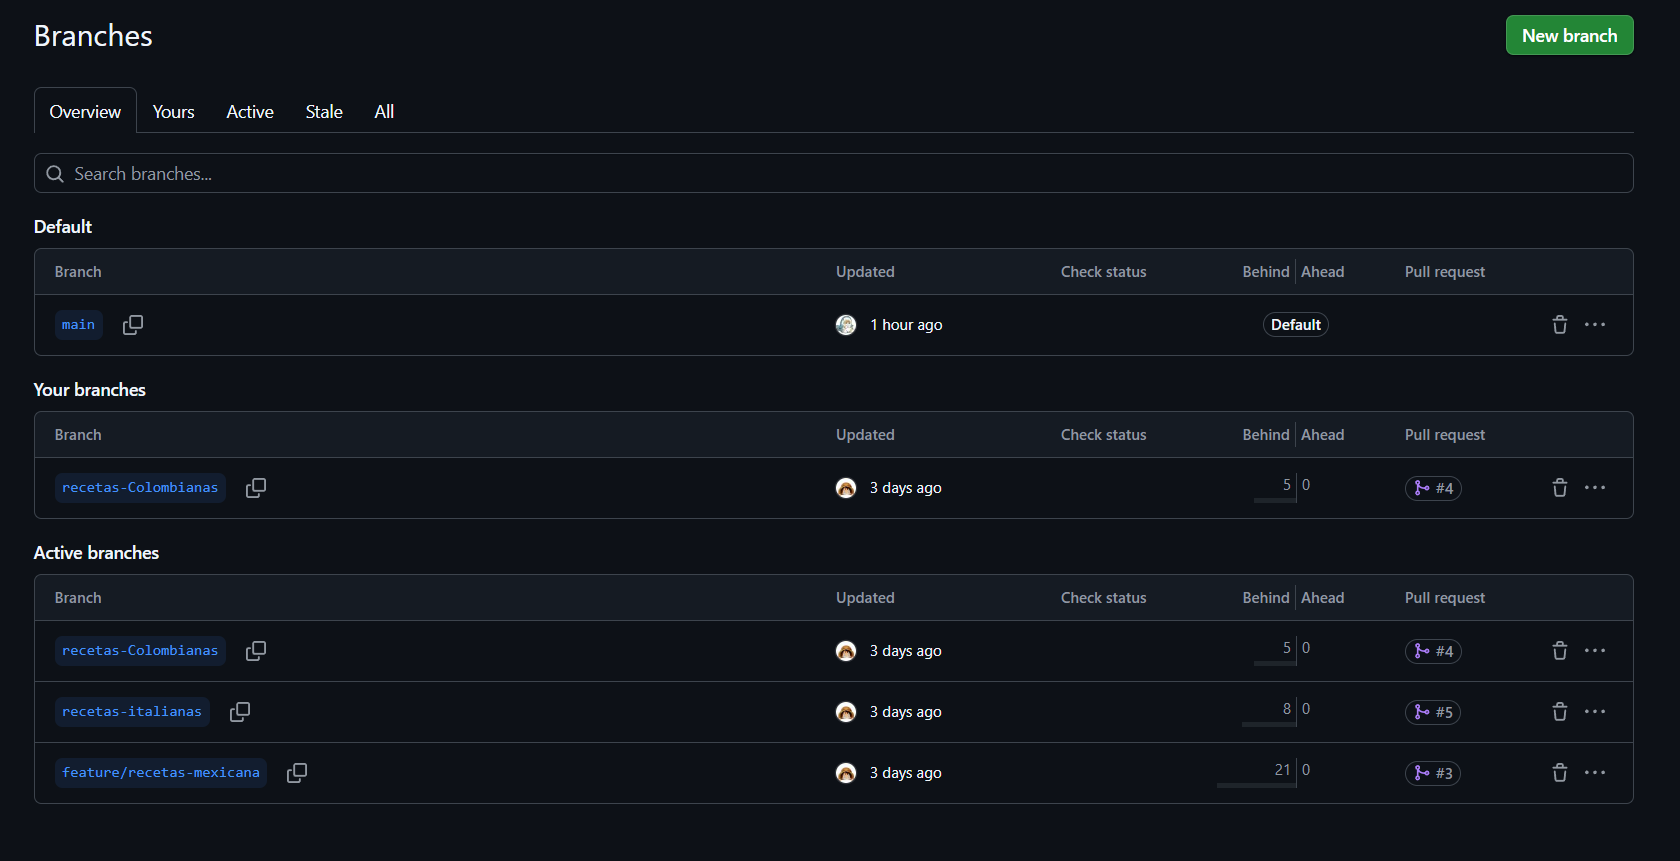 Branches
New branch
Overview Yours Active Stale All
Search branches...
Default
Branch Updated Check status Behind Ahead Pull request
main 1 hour ago Default
Your branches
Branch Updated Check status Behind Ahead Pull request
recetas-Colombianas 3 days ago 5 0 #4
Active branches
Branch Updated Check status Behind Ahead Pull request
recetas-Colombianas 3 days ago 5 0 #4
recetas-italianas 3 days ago 8 0 #5
feature/recetas-mexicana 3 days ago 21 0 #3